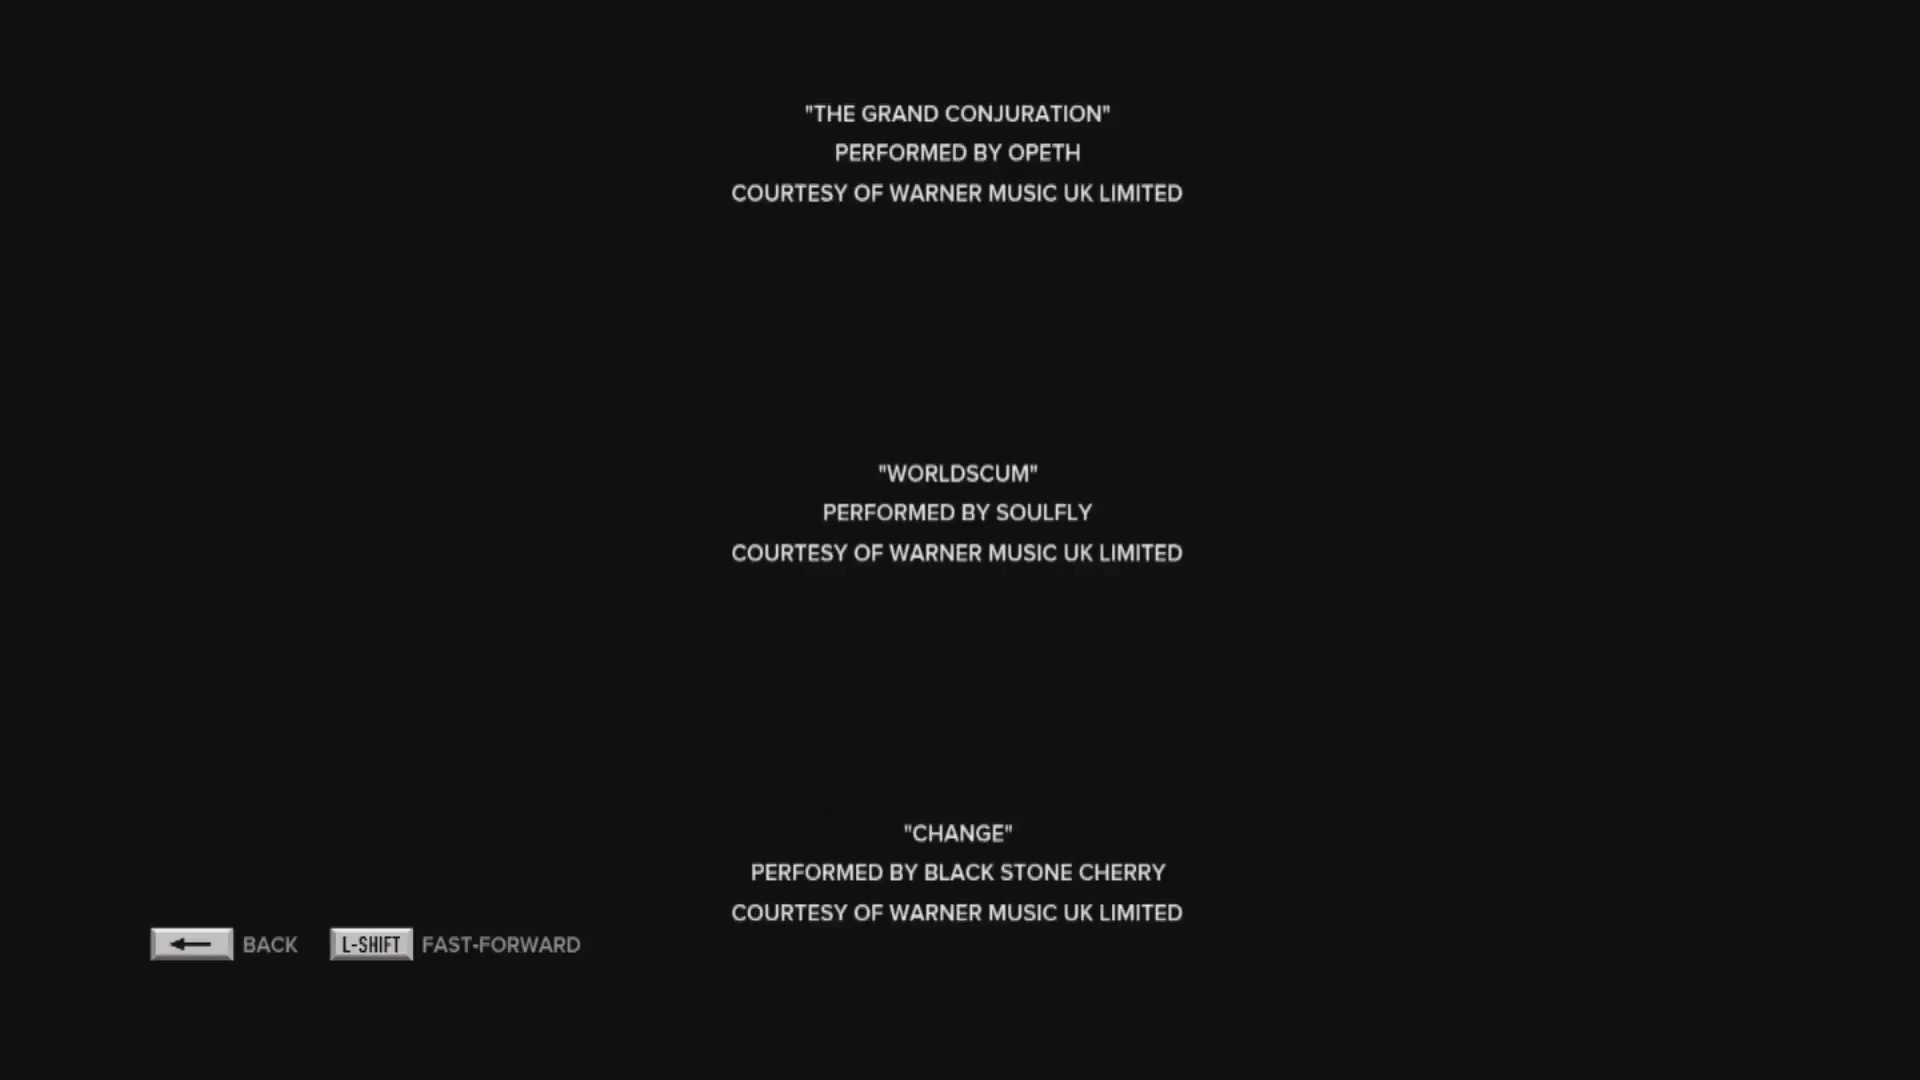 "THE GRAND CONJURATION"
PERFORMED BY OPETH
COURTESY OF WARNER MUSIC UK LIMITED
"WORLDSCUM"
PERFORMED BY SOULFLY
COURTESY OF WARNER MUSIC UK LIMITED
"CHANGE"
PERFORMED BY BLACK STONE CHERRY
COURTESY OF WARNER MUSIC UK LIMITED
BACK L-SHIFT FAST-FORWARD